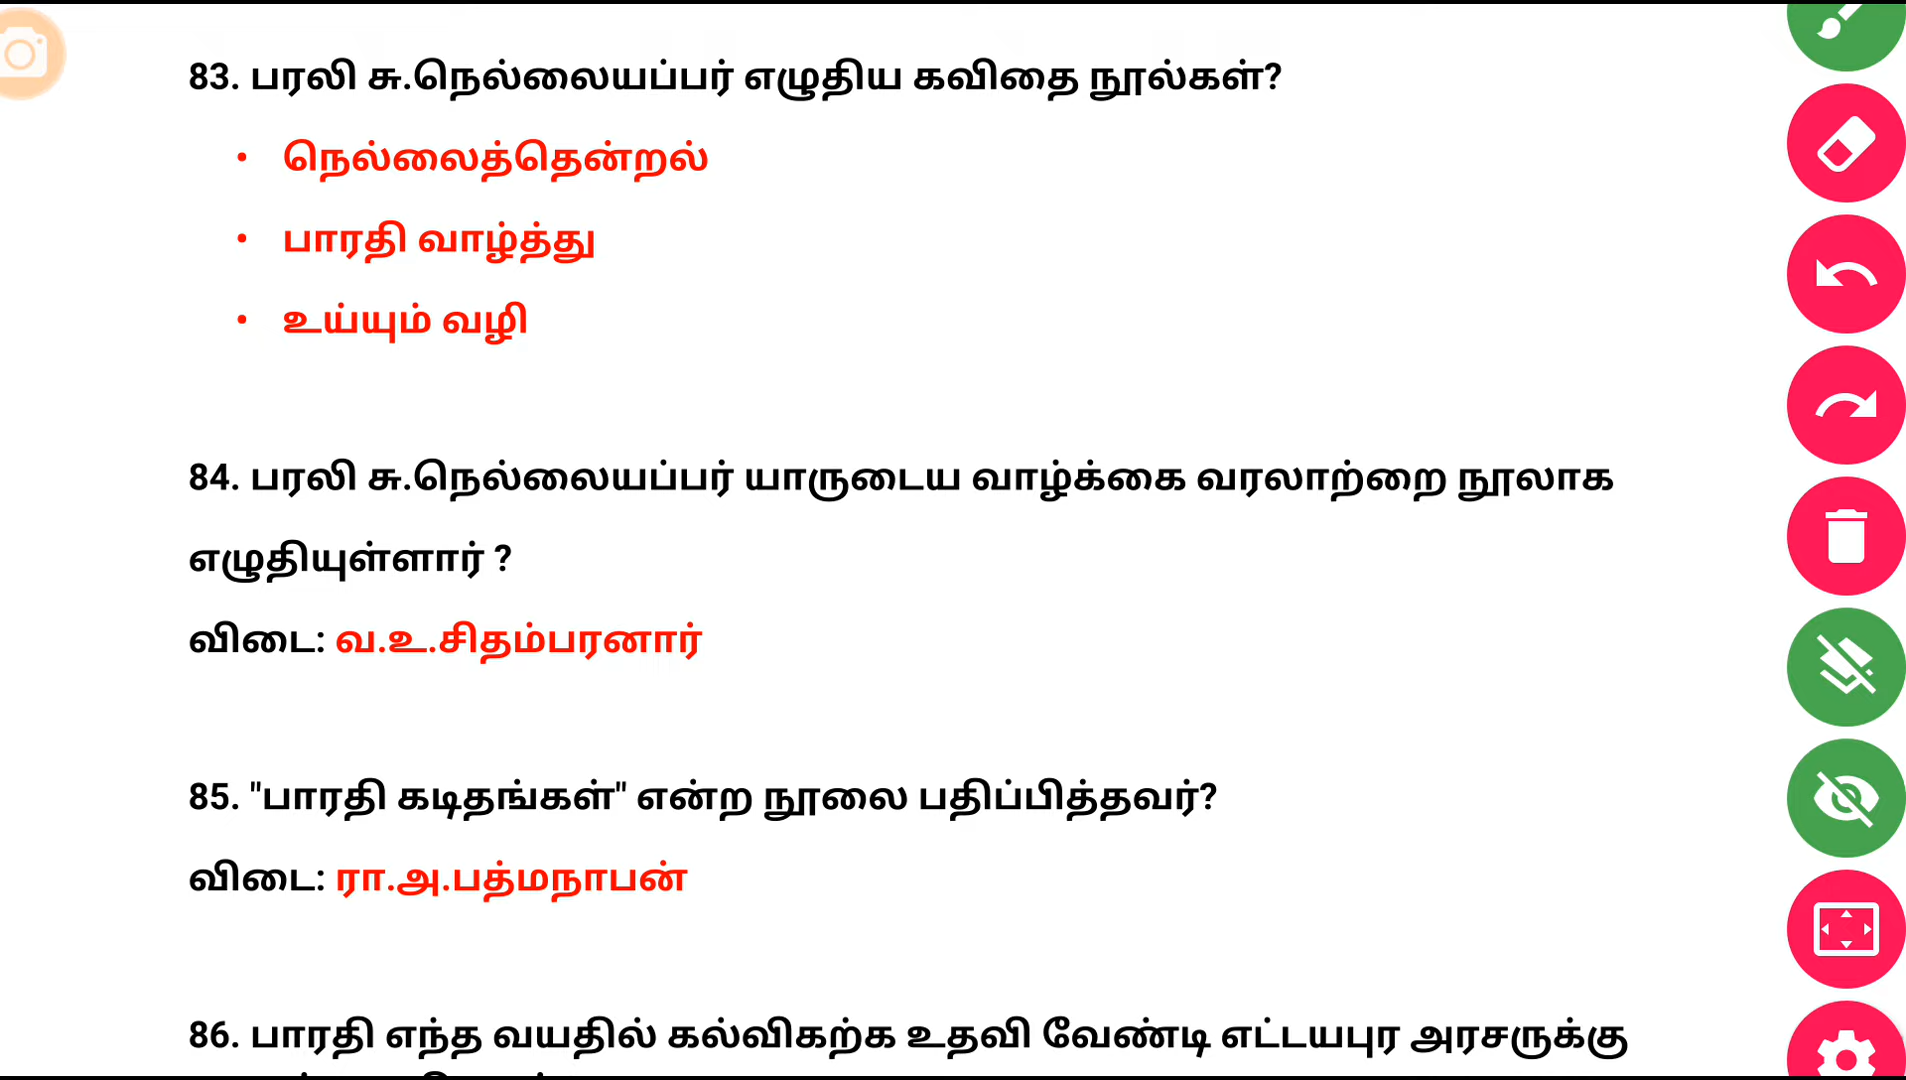 83. பரலி சு.நெல்லையப்பர் எழுதிய கவிதை நூல்கள்?
• நெல்லைத்தென்றல்
• பாரதி வாழ்த்து
• உய்யும் வழி
84. பரலி சு.நெல்லையப்பர் யாருடைய வாழ்க்கை வரலாற்றை நூலாக
எழுதியுள்ளார் ?
விடை: வ.உ.சிதம்பரனார்
85. "பாரதி கடிதங்கள்" என்ற நூலை பதிப்பித்தவர்?
விடை: ரா.அ.பத்மநாபன்
86. பாரதி எந்த வயதில் கல்விகற்க உதவி வேண்டி எட்டயபுர அரசருக்கு